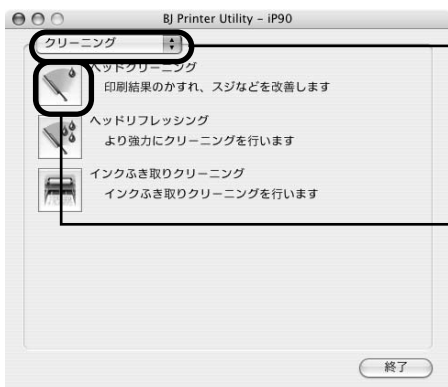 BJ Printer Utility – iP90
クリーニング
ヘッドクリーニング
印刷結果のかすれ、スジなどを改善します
ヘッドリフレッシング
より強力にクリーニングを行います
インクふき取りクリーニング
インクふき取りクリーニングを行います
終了